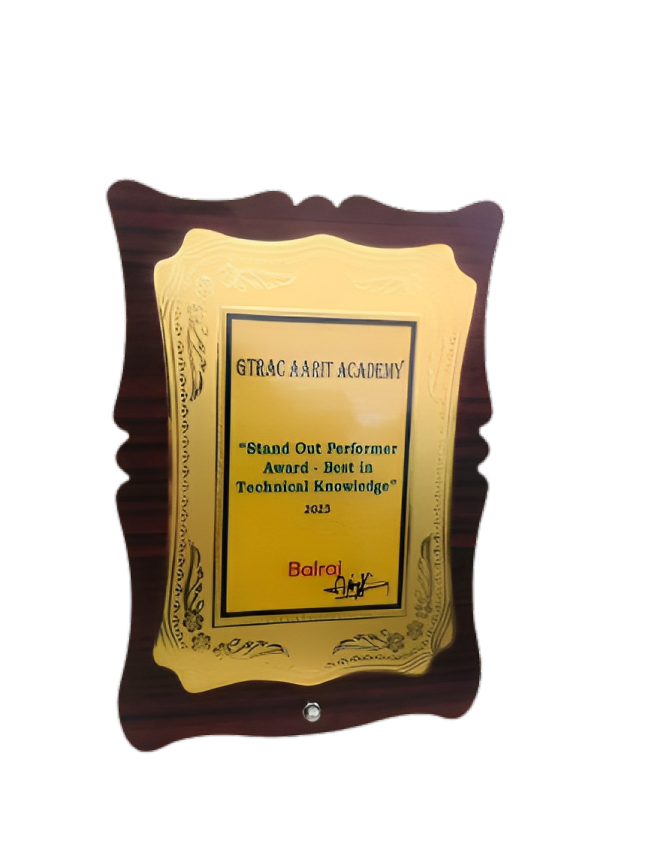 GTRAC AARIT ACADEMY
"Stand Out Performer
Award - Best in
Technical Knowledge"
Balraj